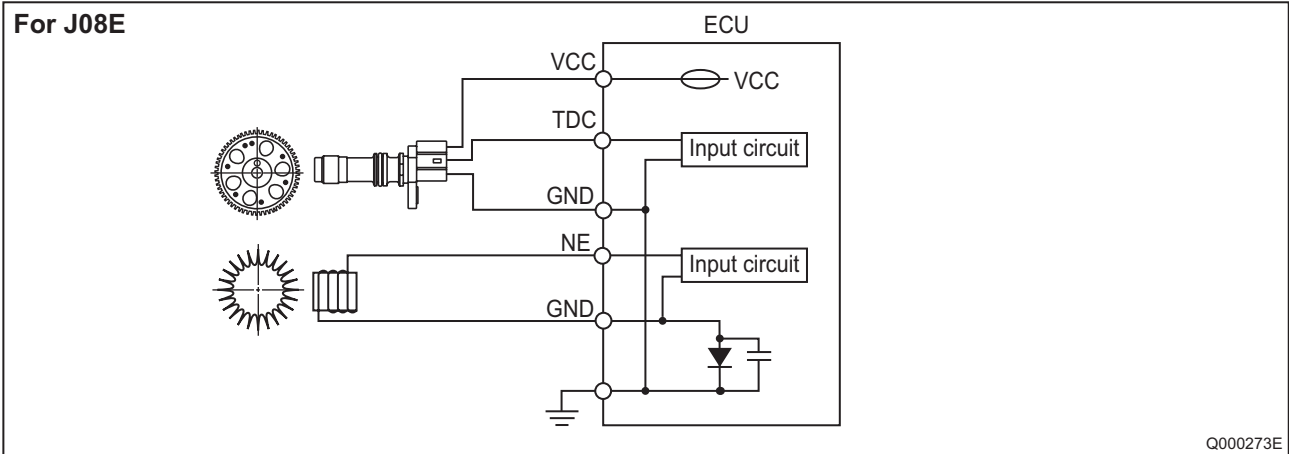 For J08E
ECU
VCC
VCC
TDC
Input circuit
GND
NE
Input circuit
GND
Q000273E